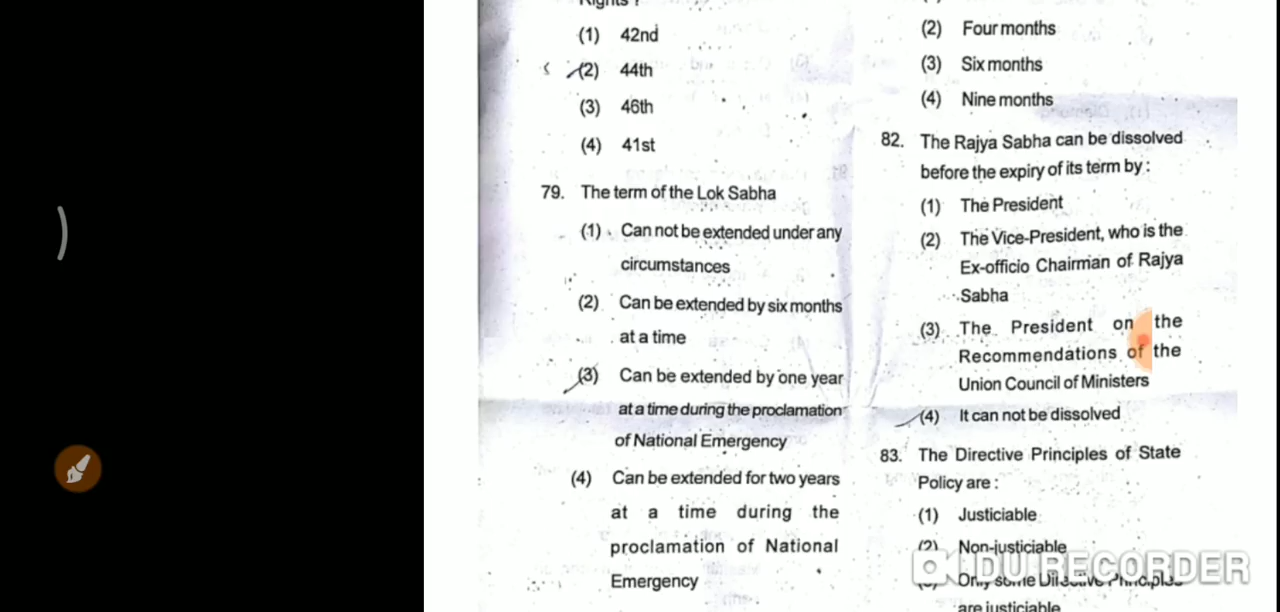 Rights ?
(1) 42nd
(2) 44th
(3) 46th
(4) 41st
79. The term of the Lok Sabha
(1) Can not be extended under any
circumstances
(2) Can be extended by six months
at a time
(3) Can be extended by one year
at a time during the proclamation
of National Emergency
(4) Can be extended for two years
at a time during the
proclamation of National
Emergency
(2) Four months
(3) Six months
(4) Nine months
82. The Rajya Sabha can be dissolved
before the expiry of its term by :
(1) The President
(2) The Vice-President, who is the
Ex-officio Chairman of Rajya
Sabha
(3) The President on the
Recommendations of the
Union Council of Ministers
(4) It can not be dissolved
83. The Directive Principles of State
Policy are :
(1) Justiciable
(2) Non-justiciable
(3) Only some Directive Principles
are justiciable
DU RECORDER